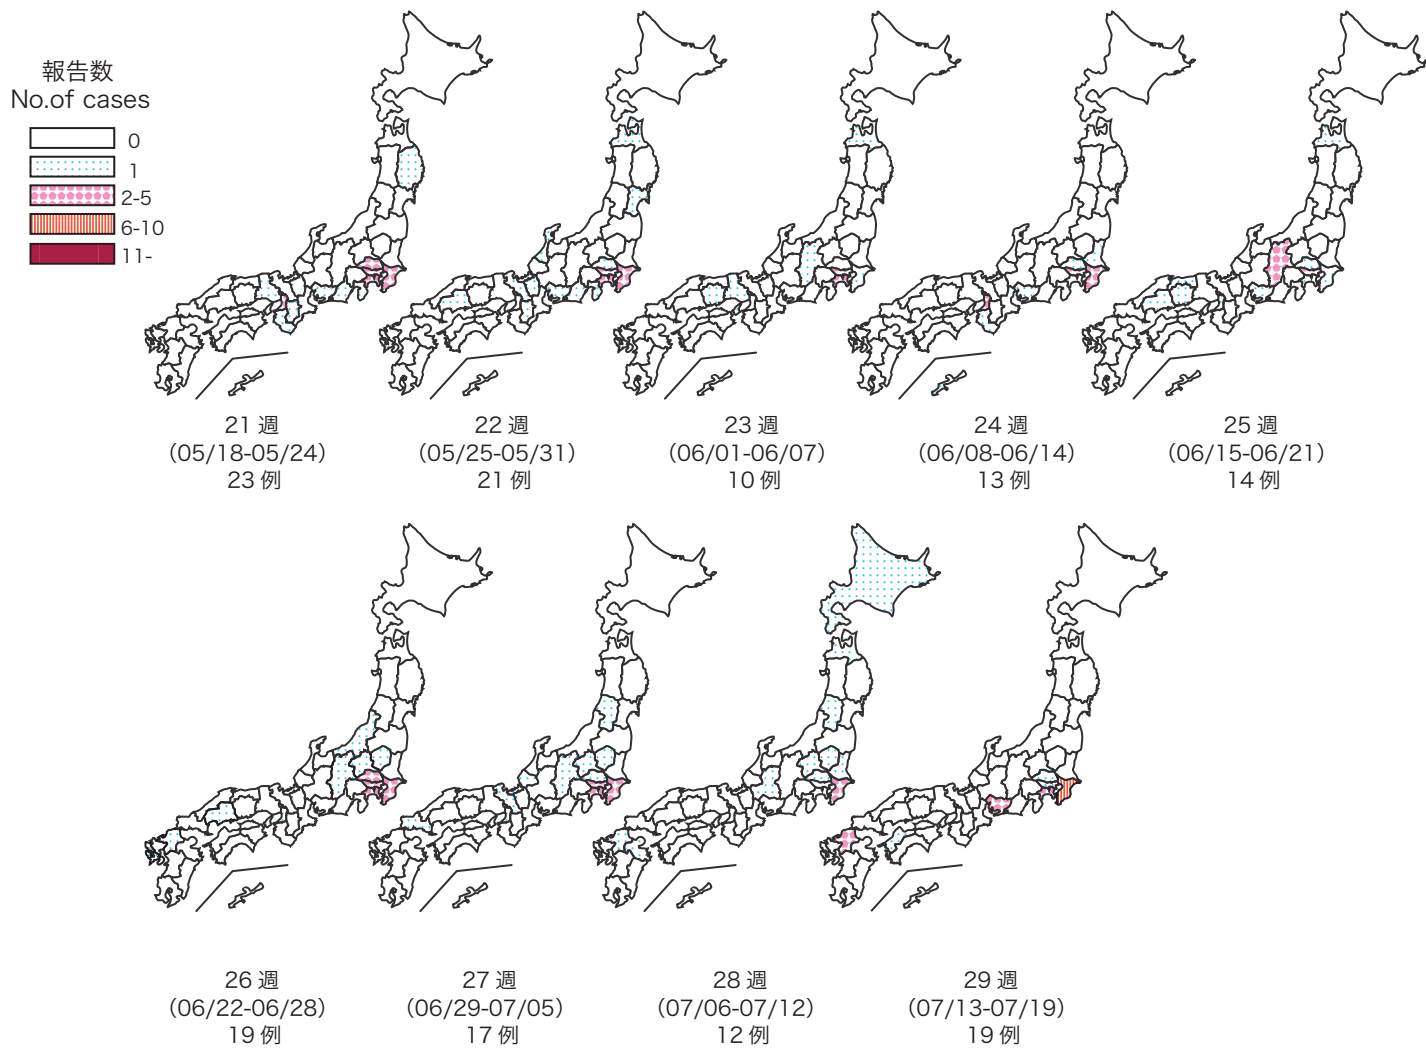 報告数
No.of cases
0
1
2-5
6-10
11-
21 週
(05/18-05/24)
23 例
22 週
(05/25-05/31)
21 例
23 週
(06/01-06/07)
10 例
24 週
(06/08-06/14)
13 例
25 週
(06/15-06/21)
14 例
26 週
(06/22-06/28)
19 例
27 週
(06/29-07/05)
17 例
28 週
(07/06-07/12)
12 例
29 週
(07/13-07/19)
19 例